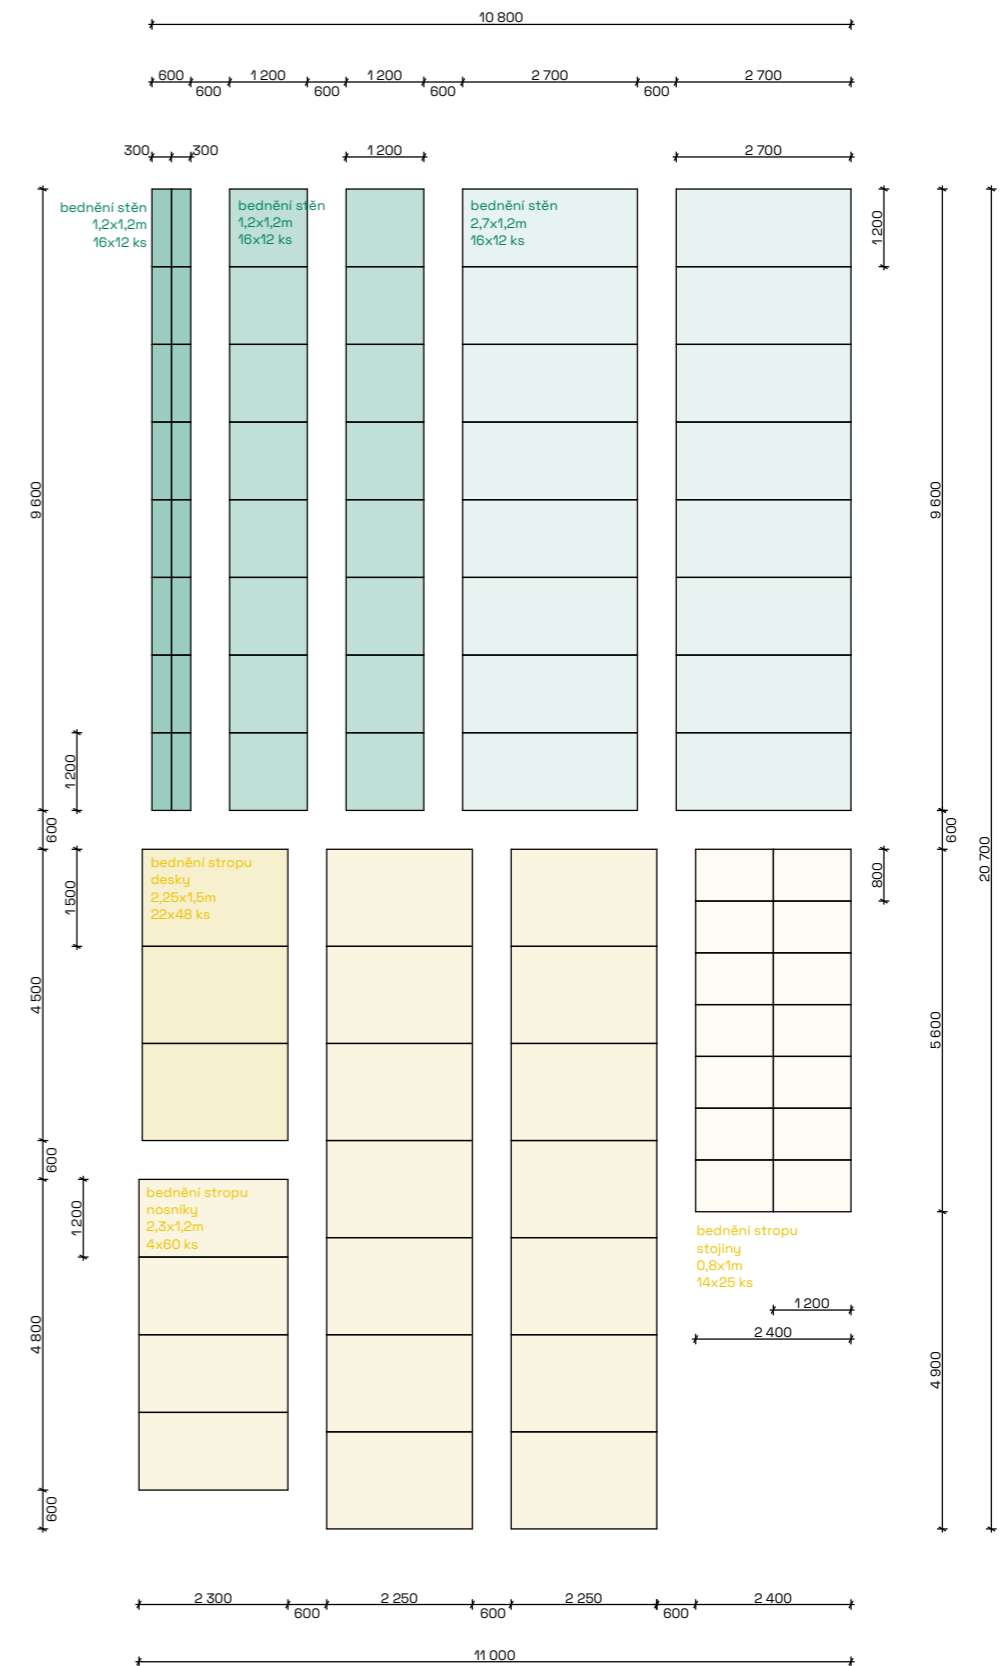 10 800
600
1 200
1 200
2 700
2 700
600
600
600
600
300
300
1 200
2 700
bednění stěn
1,2x1,2m
16x12 ks
bednění stěn
1,2x1,2m
16x12 ks
bednění stěn
2,7x1,2m
16x12 ks
1 200
9 600
9 600
1 200
600
600
20 700
bednění stropu
desky
2,25x1,5m
22x48 ks
1 500
800
4 500
5 600
600
bednění stropu
nosníky
2,3x1,2m
4x60 ks
1 200
bednění stropu
stojiny
0,8x1m
14x25 ks
1 200
2 400
4 800
4 900
600
2 300
2 250
2 250
2 400
600
600
600
11 000